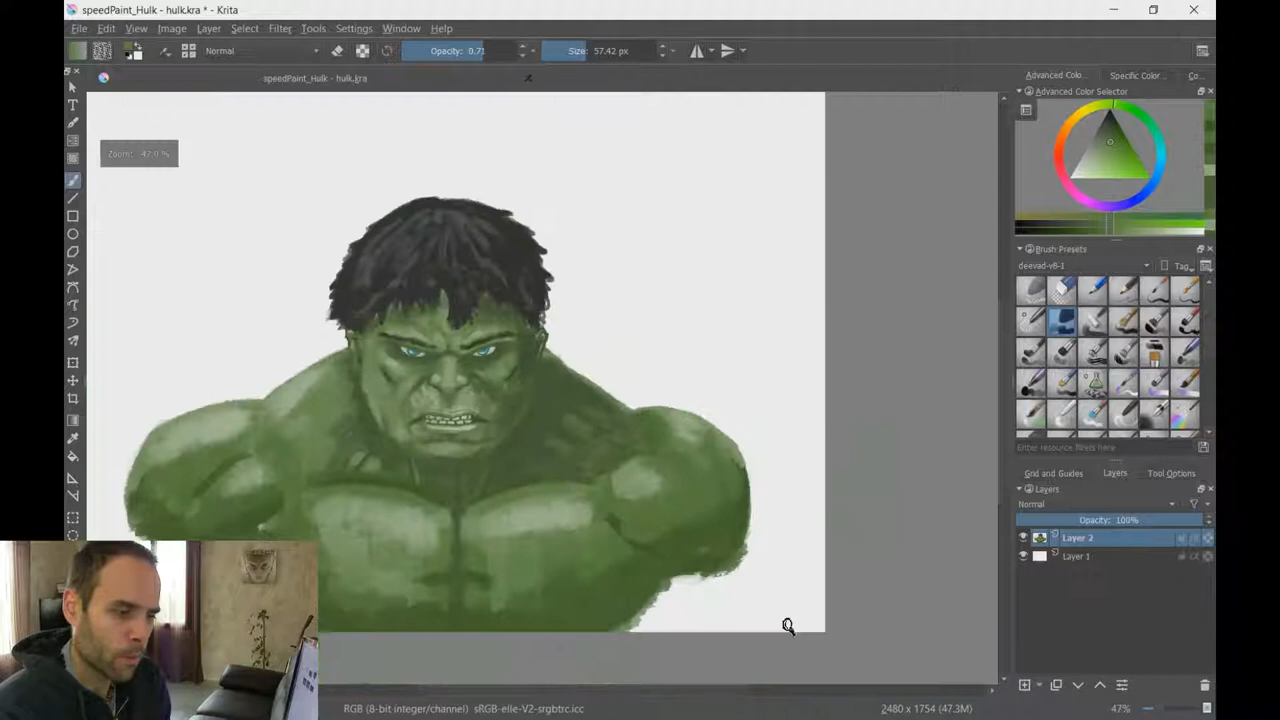 speedPaint_Hulk - hulk.kra * - Krita
File Edit View Image Layer Select Filter Tools Settings Window Help
Normal
Opacity: 0.71
Size: 57.42 px
speedPaint_Hulk - hulk.kra
Advanced Colo... Specific Color... Co...
Advanced Color Selector
Zoom: 47.0 %
Brush Presets
deevad-v8-1
Tag
Enter resource filters here
Grid and Guides Layers Tool Options
Layers
Normal
Opacity: 100%
Layer 2
Layer 1
RGB (8-bit integer/channel) sRGB-elle-V2-srgbtrc.icc
2480 x 1754 (47.3M)
47%